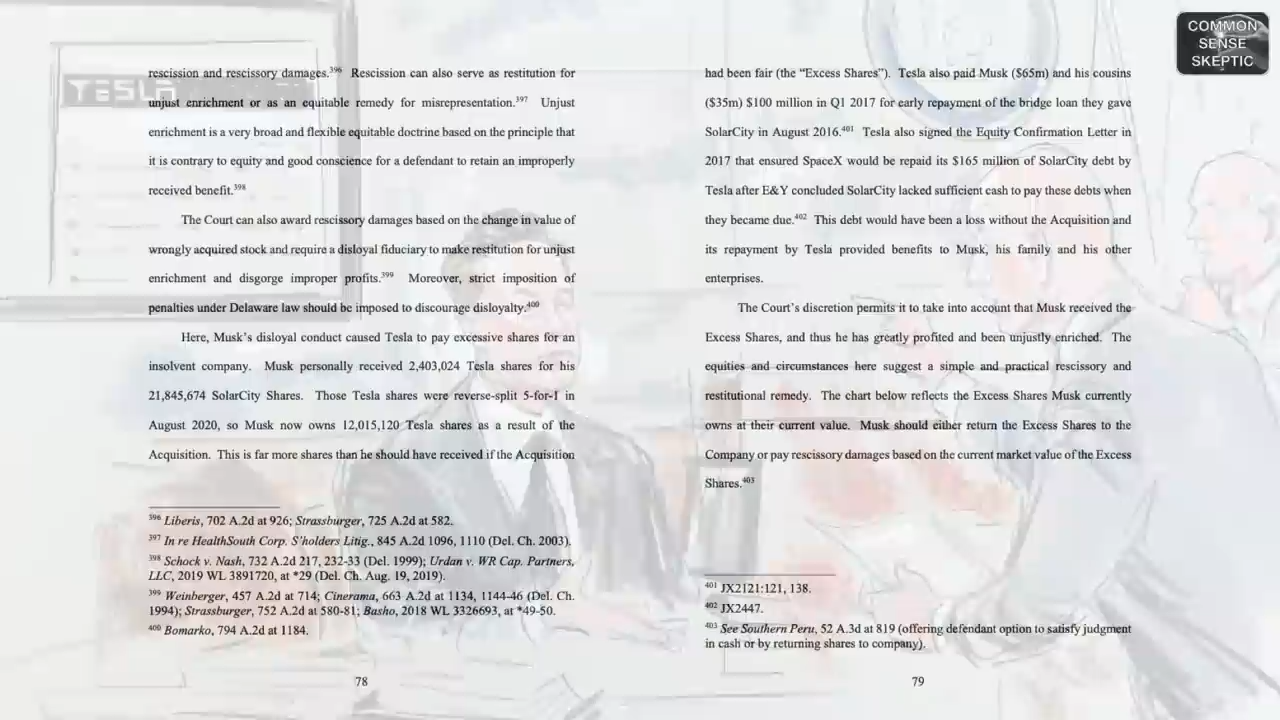 COMMON
SENSE
SKEPTIC
TESLA
rescission and rescissory damages.396 Rescission can also serve as restitution for
unjust enrichment or as an equitable remedy for misrepresentation.397 Unjust
enrichment is a very broad and flexible equitable doctrine based on the principle that
it is contrary to equity and good conscience for a defendant to retain an improperly
received benefit.398
The Court can also award rescissory damages based on the change in value of
wrongly acquired stock and require a disloyal fiduciary to make restitution for unjust
enrichment and disgorge improper profits.399 Moreover, strict imposition of
penalties under Delaware law should be imposed to discourage disloyalty.400
Here, Musk's disloyal conduct caused Tesla to pay excessive shares for an
insolvent company. Musk personally received 2,403,024 Tesla shares for his
21,845,674 SolarCity Shares. Those Tesla shares were reverse-split 5-for-1 in
August 2020, so Musk now owns 12,015,120 Tesla shares as a result of the
Acquisition. This is far more shares than he should have received if the Acquisition
396 Liberis, 702 A.2d at 926; Strassburger, 725 A.2d at 582.
397 In re HealthSouth Corp. S'holders Litig., 845 A.2d 1096, 1110 (Del. Ch. 2003).
398 Schock v. Nash, 732 A.2d 217, 232-33 (Del. 1999); Urdan v. WR Cap. Partners,
LLC, 2019 WL 3891720, at *29 (Del. Ch. Aug. 19, 2019).
399 Weinberger, 457 A.2d at 714; Cinerama, 663 A.2d at 1134, 1144-46 (Del. Ch.
1994); Strassburger, 752 A.2d at 580-81; Basho, 2018 WL 3326693, at *49-50.
400 Bomarko, 794 A.2d at 1184.
78
had been fair (the “Excess Shares”). Tesla also paid Musk ($65m) and his cousins
($35m) $100 million in Q1 2017 for early repayment of the bridge loan they gave
SolarCity in August 2016.401 Tesla also signed the Equity Confirmation Letter in
2017 that ensured SpaceX would be repaid its $165 million of SolarCity debt by
Tesla after E&Y concluded SolarCity lacked sufficient cash to pay these debts when
they became due.402 This debt would have been a loss without the Acquisition and
its repayment by Tesla provided benefits to Musk, his family and his other
enterprises.
The Court's discretion permits it to take into account that Musk received the
Excess Shares, and thus he has greatly profited and been unjustly enriched. The
equities and circumstances here suggest a simple and practical rescissory and
restitutional remedy. The chart below reflects the Excess Shares Musk currently
owns at their current value. Musk should either return the Excess Shares to the
Company or pay rescissory damages based on the current market value of the Excess
Shares.403
401 JX2121:121, 138.
402 JX2447.
403 See Southern Peru, 52 A.3d at 819 (offering defendant option to satisfy judgment
in cash or by returning shares to company).
79